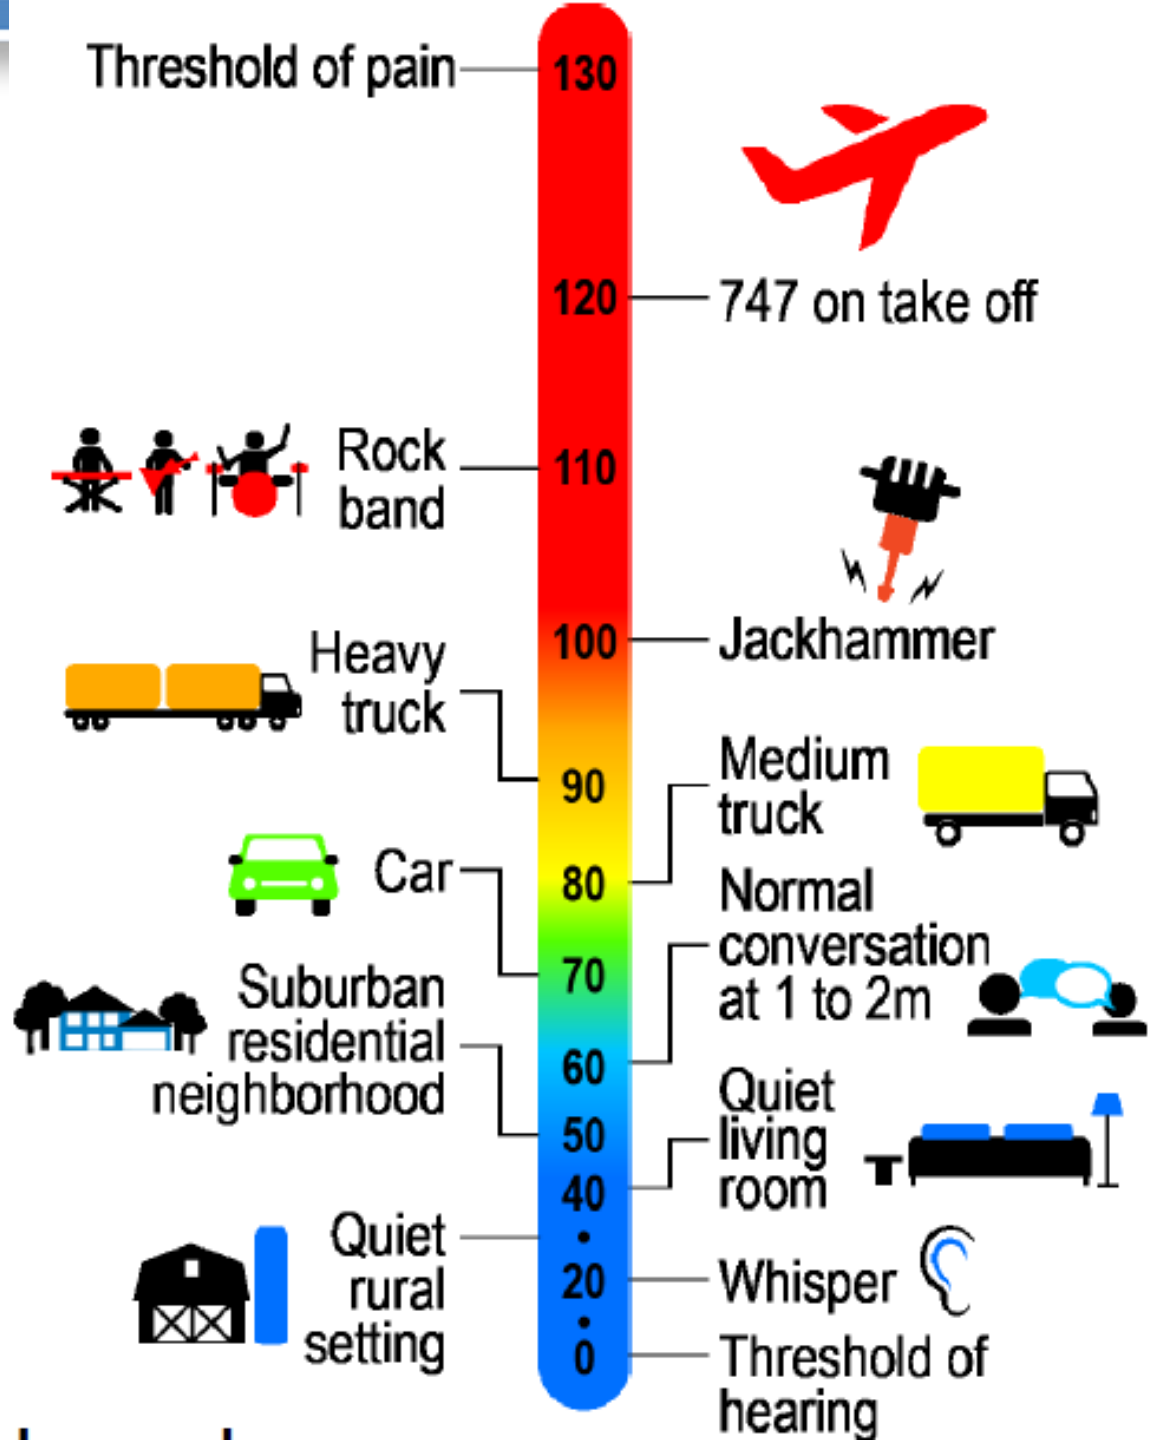 Threshold of pain
130
120
747 on take off
Rock
band
110
100
Jackhammer
Heavy
truck
90
Medium
truck
Car
80
Normal
conversation
at 1 to 2m
70
Suburban
residential
neighborhood
60
Quiet
living
room
50
40
Quiet
rural
setting
20
Whisper
0
Threshold of
hearing